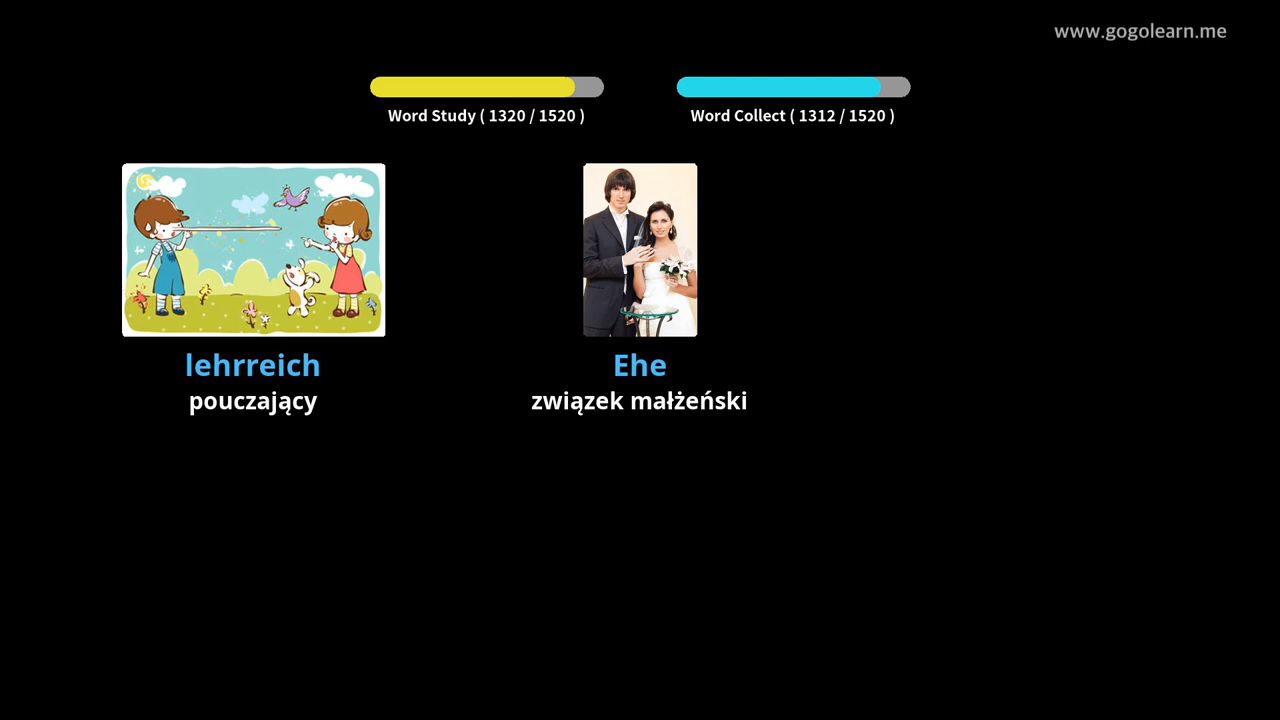 www.gogolearn.me
Word Study ( 1320 / 1520 )
Word Collect ( 1312 / 1520 )
lehrreich
pouczający
Ehe
związek małżeński